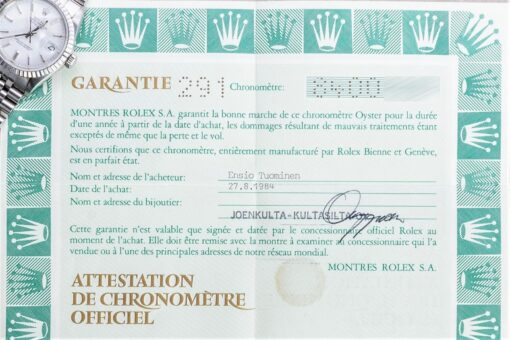 GARANTIE 291 Chronomètre:
MONTRES ROLEX S.A. garantit la bonne marche de ce chronomètre Oyster pour la durée
d'une année à partir de la date d'achat, les dommages résultant de mauvais traitements étant
exceptés de même que la perte et le vol.
Nous certifions que ce chronomètre, entièrement manufacturé par Rolex Bienne et Genève,
est en parfait état.
Nom et adresse de l'acheteur: Ensio Tuominen
Date de l'achat: 27.8.1984
Nom et adresse du bijoutier:
JOENKULTA-KULTASILTA
Cette garantie n'est valable que signée et datée par le concessionnaire officiel Rolex au
moment de l'achat. Elle doit être remise avec la montre à examiner au concessionnaire qui l'a
vendue ou à l'une des principales adresses de notre réseau mondial.
MONTRES ROLEX S.A.
ATTESTATION
DE CHRONOMÈTRE
OFFICIEL